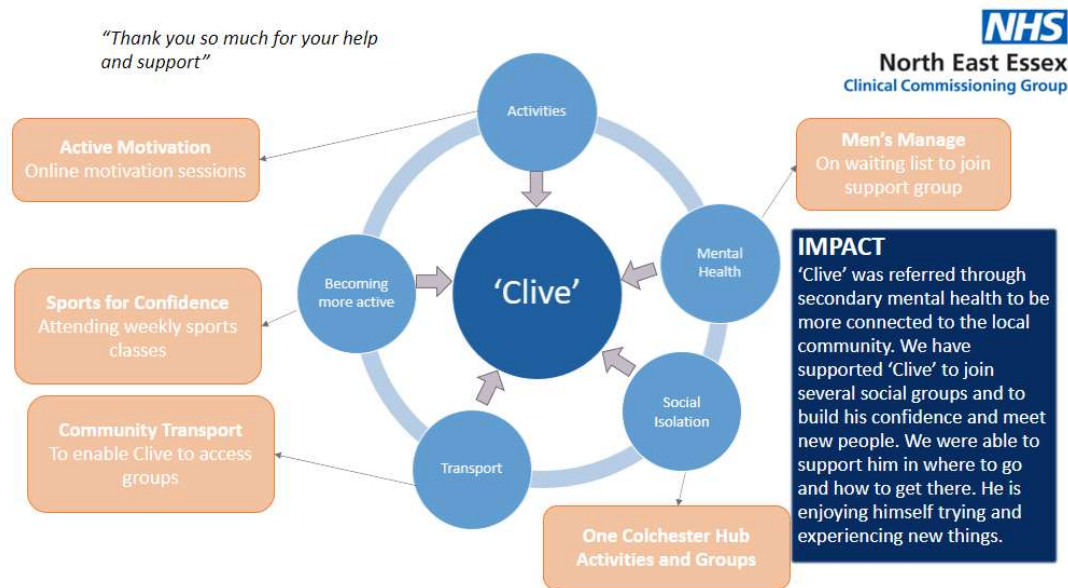 “Thank you so much for your help
and support”
NHS
North East Essex
Clinical Commissioning Group
Activities
Active Motivation
Online motivation sessions
Men’s Manage
On waiting list to join
support group
Mental
Health
‘Clive’
Becoming
more active
Sports for Confidence
Attending weekly sports
classes
Social
Isolation
Transport
Community Transport
To enable Clive to access
groups
One Colchester Hub
Activities and Groups
IMPACT
‘Clive’ was referred through
secondary mental health to be
more connected to the local
community. We have
supported ‘Clive’ to join
several social groups and to
build his confidence and meet
new people. We were able to
support him in where to go
and how to get there. He is
enjoying himself trying and
experiencing new things.